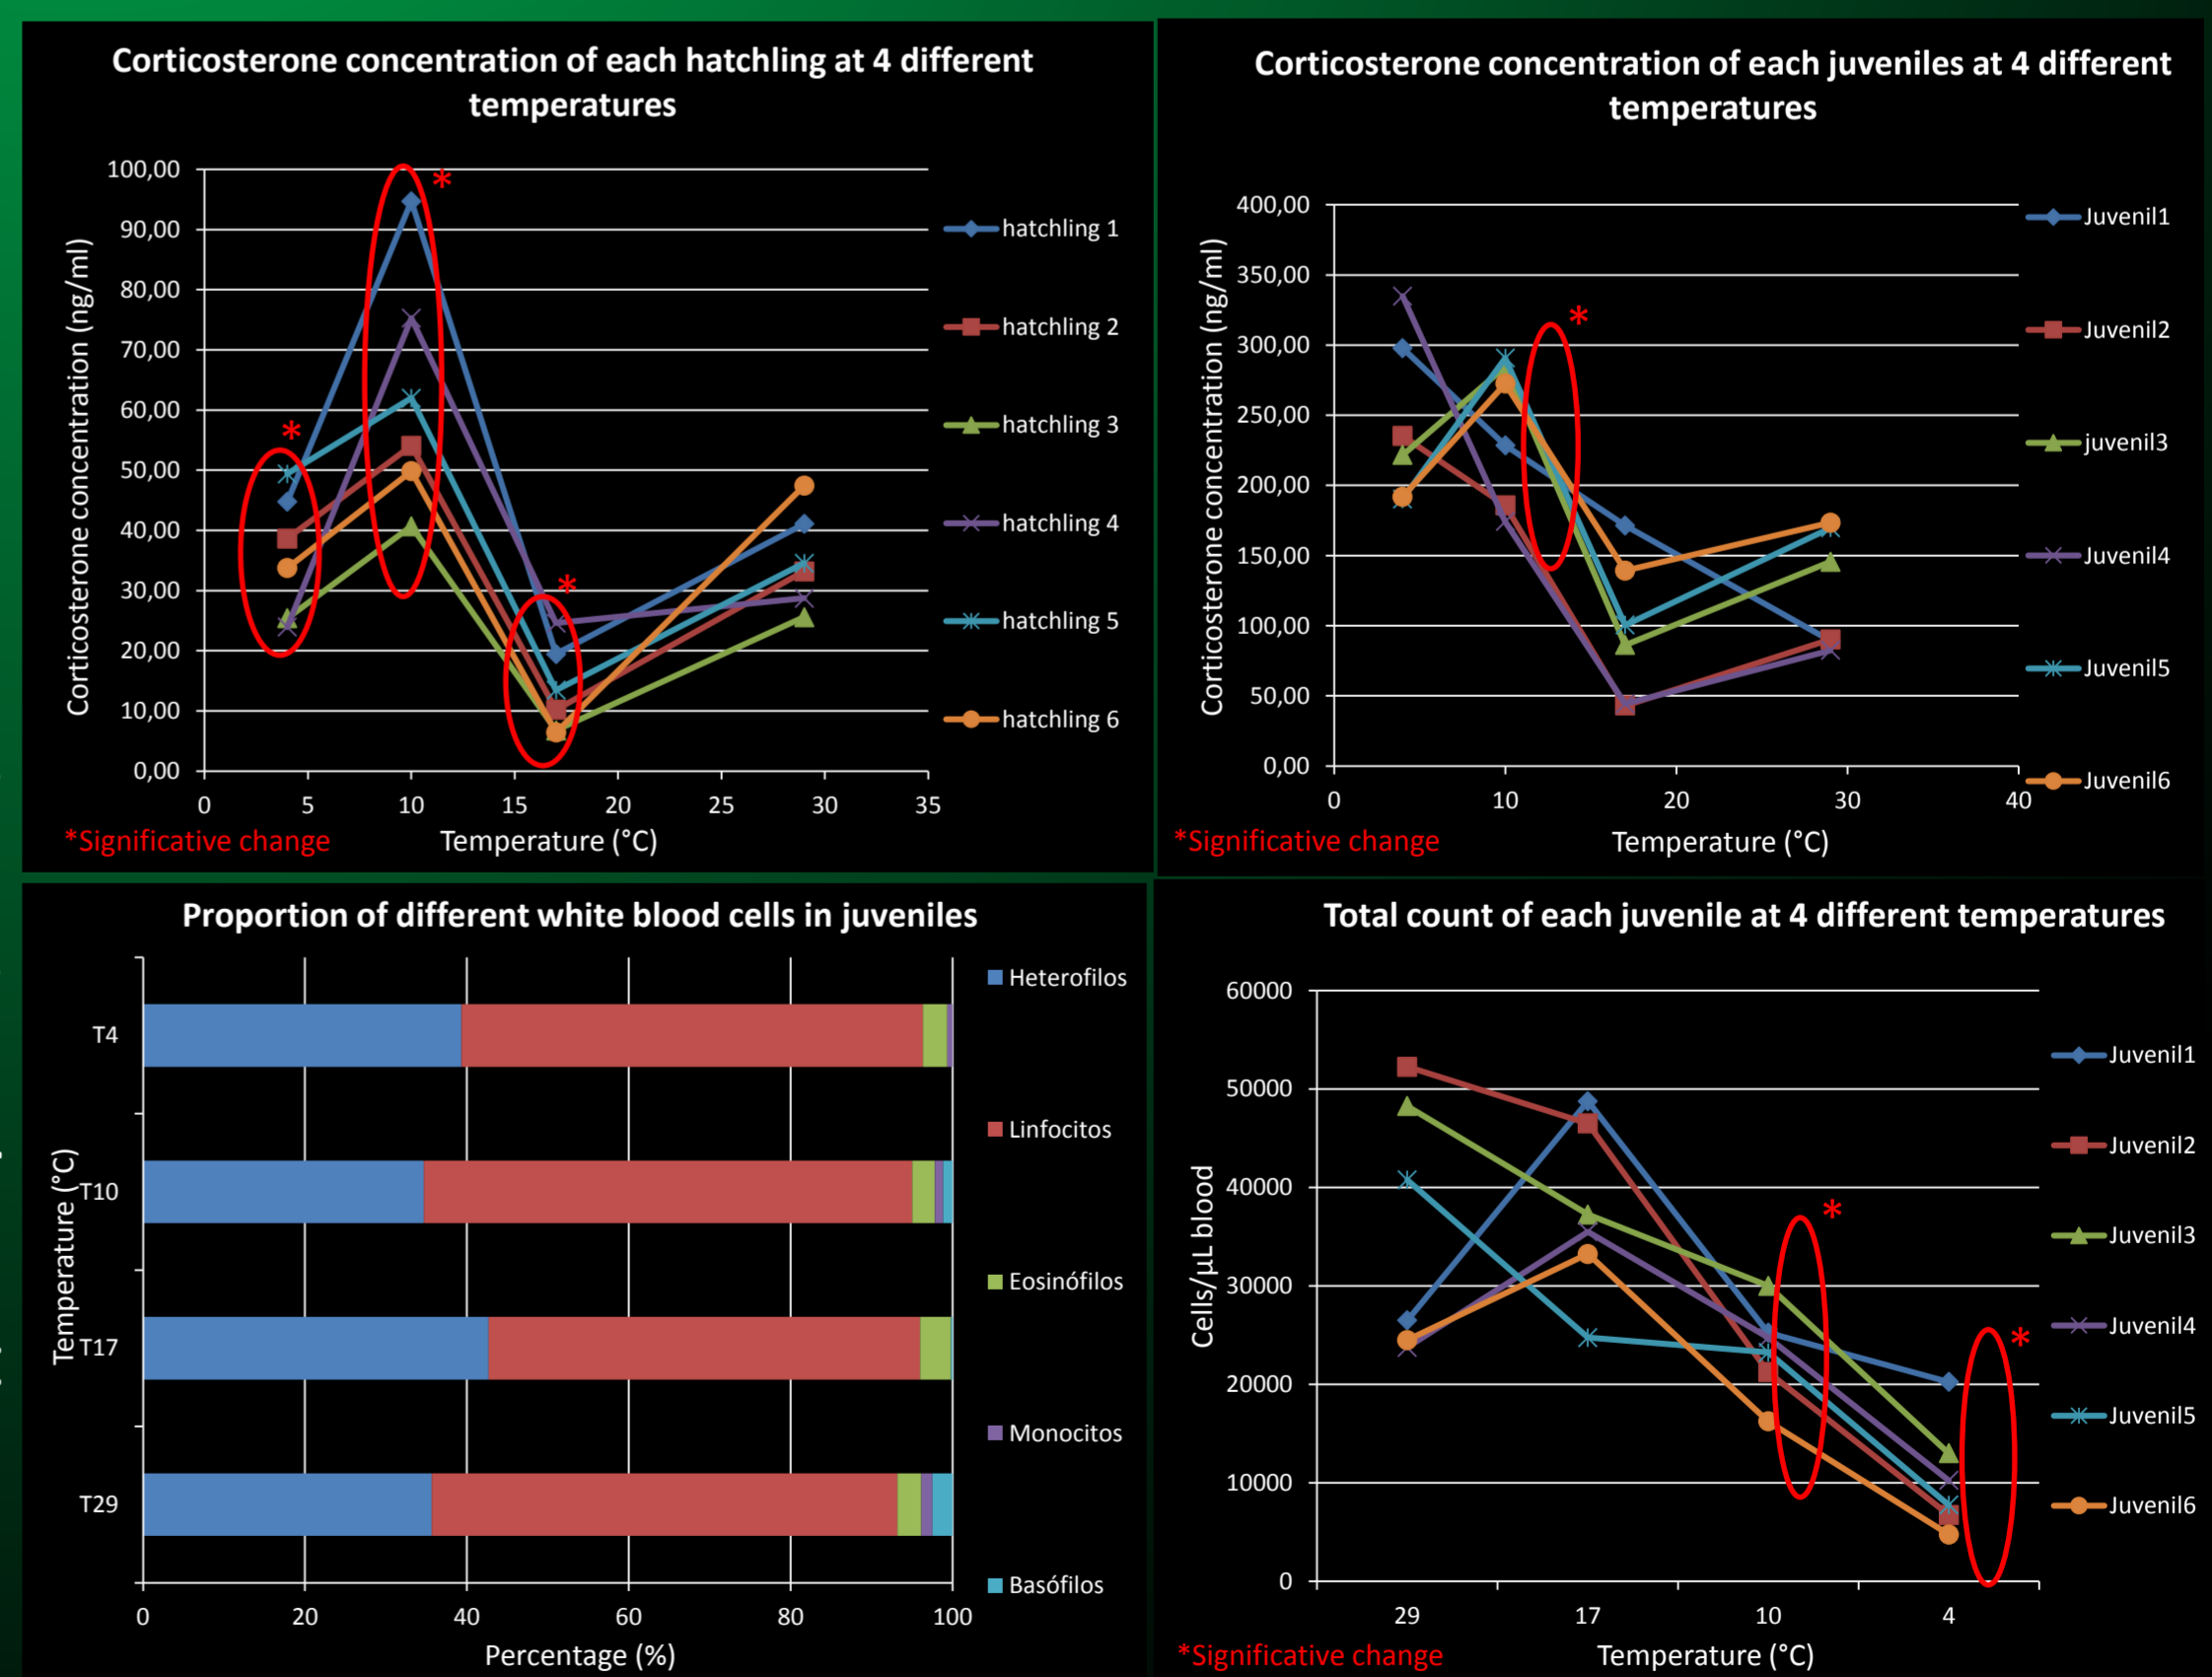 Corticosterone concentration of each hatchling at 4 different
temperatures
Corticosterone concentration (ng/ml)
100,00
90,00
80,00
70,00
60,00
50,00
40,00
30,00
20,00
10,00
0,00
0 5 10 15 20 25 30 35
*
*
*
hatchling 1
hatchling 2
hatchling 3
hatchling 4
hatchling 5
hatchling 6
*Significative change
Temperature (°C)
Corticosterone concentration of each juveniles at 4 different
temperatures
Corticosterone concentration (ng/ml)
400,00
350,00
300,00
250,00
200,00
150,00
100,00
50,00
0,00
0 10 20 30 40
*
Juvenil1
Juvenil2
juvenil3
Juvenil4
Juvenil5
Juvenil6
*Significative change
Temperature (°C)
Proportion of different white blood cells in juveniles
Temperature (°C)
T4
T10
T17
T29
0 20 40 60 80 100
Percentage (%)
Heterofilos
Linfocitos
Eosinófilos
Monocitos
Basófilos
Total count of each juvenile at 4 different temperatures
Cells/µL blood
60000
50000
40000
30000
20000
10000
0
29 17 10 4
*
*
Juvenil1
Juvenil2
Juvenil3
Juvenil4
Juvenil5
Juvenil6
*Significative change
Temperature (°C)